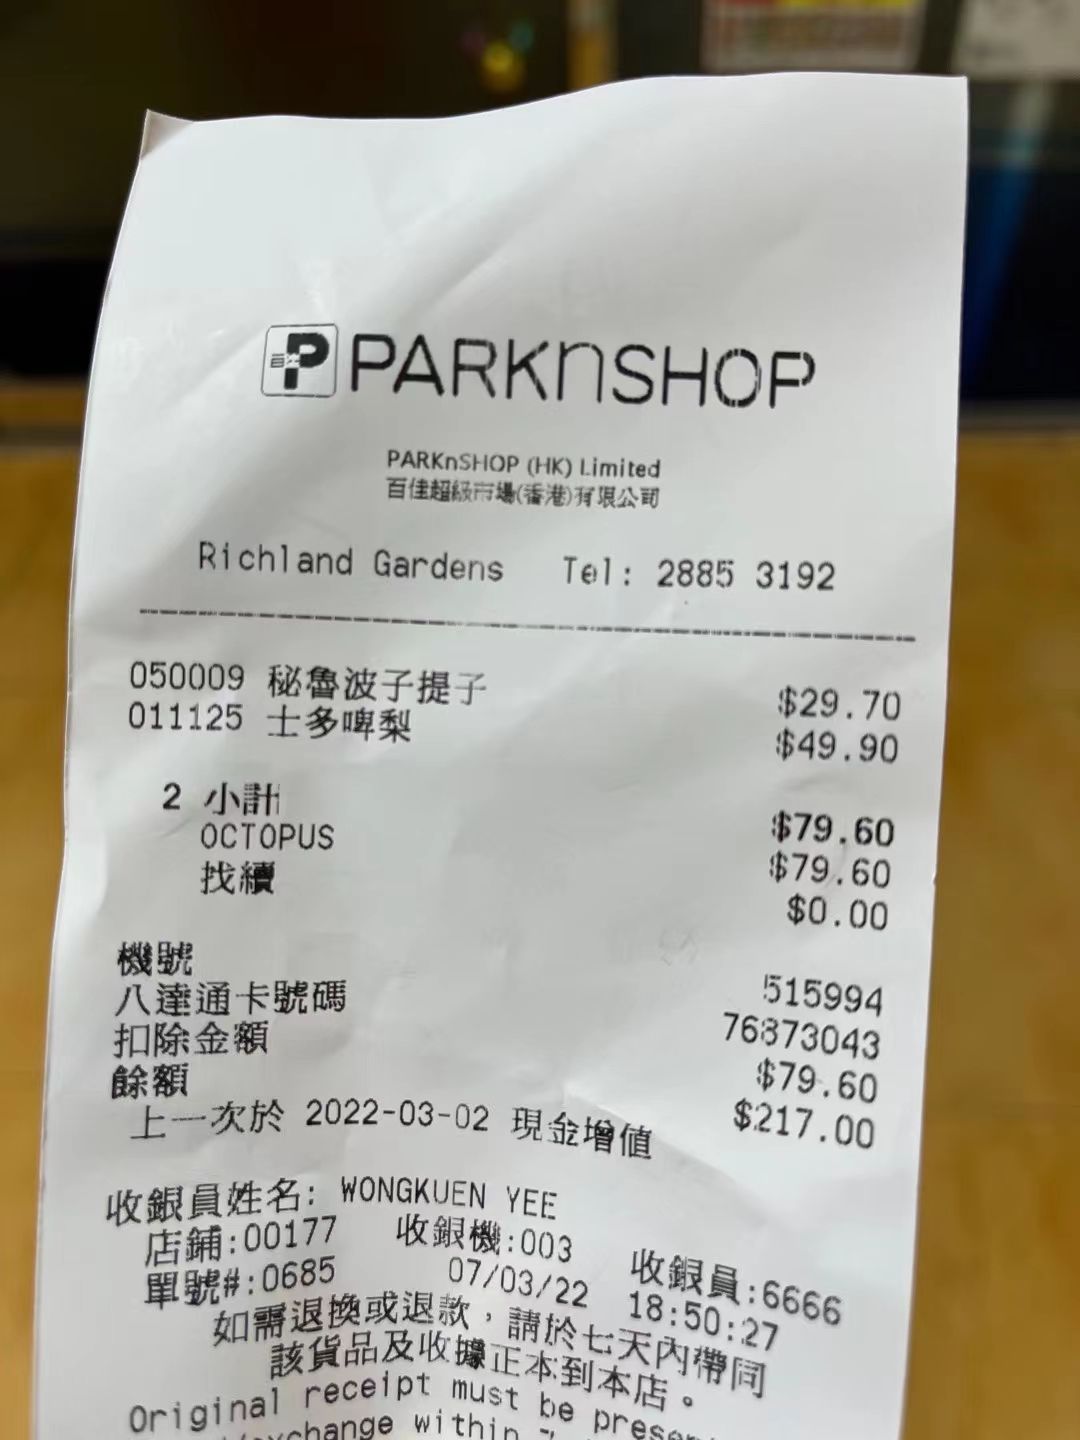 百佳 P PARKnSHOP
PARKnSHOP (HK) Limited
百佳超級市場(香港)有限公司
Richland Gardens Tel: 2885 3192
050009 秘魯波子提子 $29.70
011125 士多啤梨 $49.90
2 小計 $79.60
OCTOPUS $79.60
找續 $0.00
機號 515994
八達通卡號碼 76873043
扣除金額 $79.60
餘額 $217.00
上一次於 2022-03-02 現金增值
收銀員姓名: WONGKUEN YEE
店鋪:00177 收銀機:003 收銀員:6666
單號#:0685 07/03/22 18:50:27
如需退換或退款，請於七天內帶同
該貨品及收據正本到本店。
Original receipt must be
within